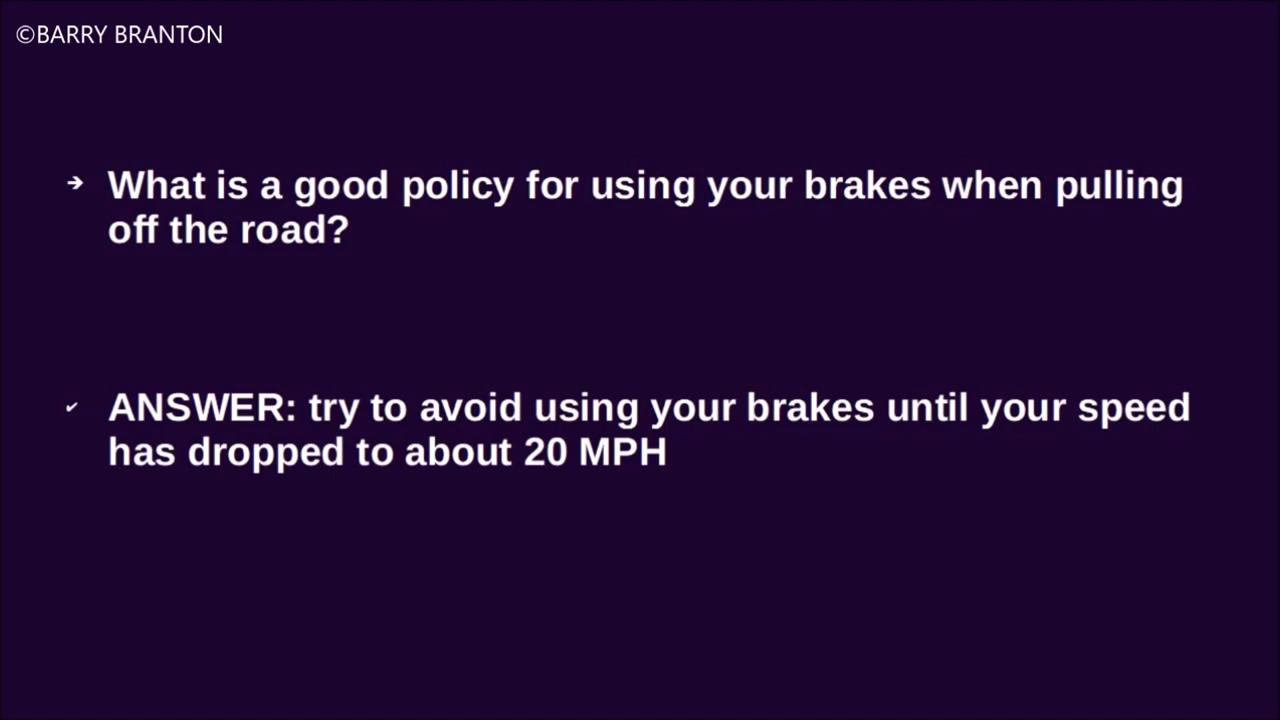 ©BARRY BRANTON
➔ What is a good policy for using your brakes when pulling
off the road?
✔ ANSWER: try to avoid using your brakes until your speed
has dropped to about 20 MPH